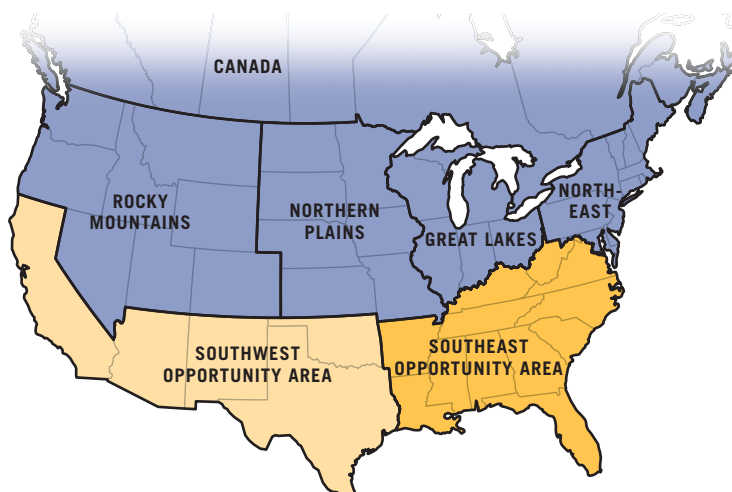 CANADA
ROCKY
MOUNTAINS
NORTHERN
PLAINS
GREAT LAKES
NORTH-
EAST
SOUTHWEST
OPPORTUNITY AREA
SOUTHEAST
OPPORTUNITY AREA